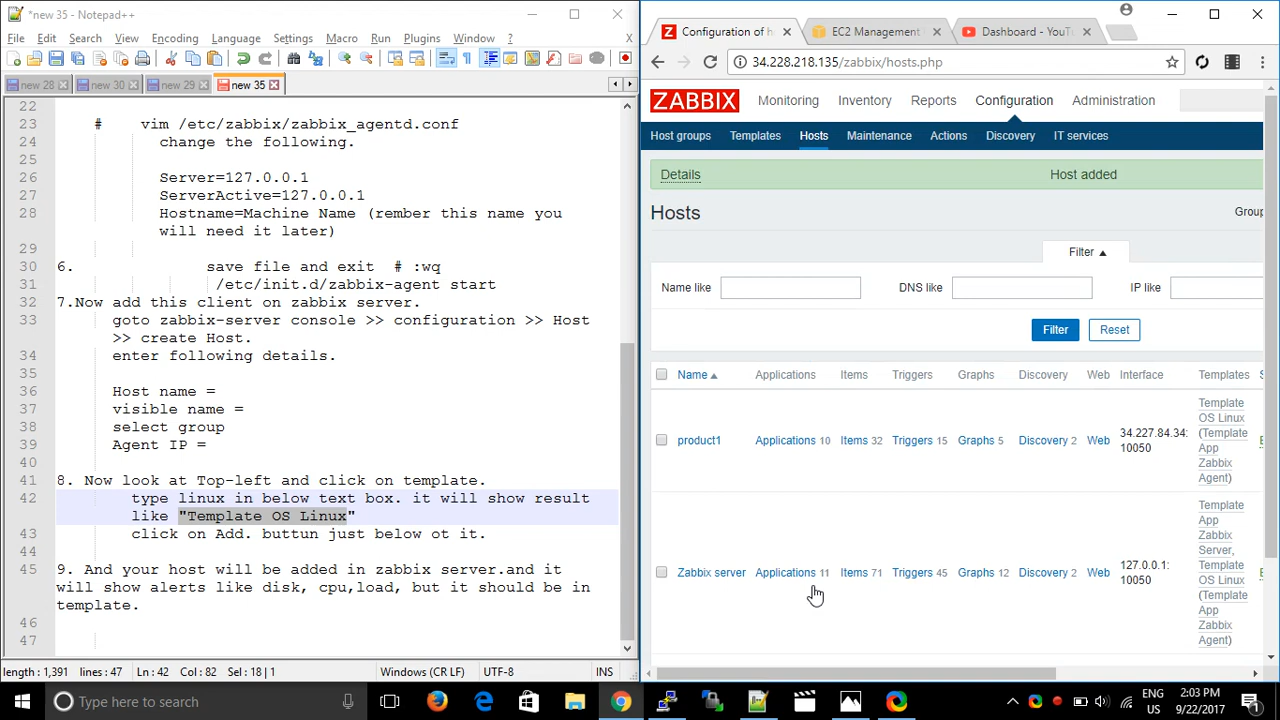 *new 35 - Notepad++
File Edit Search View Encoding Language Settings Macro Run Plugins Window ?
new 28 new 30 new 29 new 35
22
23 # vim /etc/zabbix/zabbix_agentd.conf
24 change the following.
25
26 Server=127.0.0.1
27 ServerActive=127.0.0.1
28 Hostname=Machine Name (rember this name you
will need it later)
29
30 6. save file and exit # :wq
31 /etc/init.d/zabbix-agent start
32 7.Now add this client on zabbix server.
33 goto zabbix-server console >> configuration >> Host
>> create Host.
34 enter following details.
35
36 Host name =
37 visible name =
38 select group
39 Agent IP =
40
41 8. Now look at Top-left and click on template.
42 type linux in below text box. it will show result
like "Template OS Linux"
43 click on Add. buttun just below ot it.
44
45 9. And your host will be added in zabbix server.and it
will show alerts like disk, cpu,load, but it should be in
template.
46
47
length : 1,391 lines : 47 Ln : 42 Col : 82 Sel : 18 | 1 Windows (CR LF) UTF-8 INS
Configuration of h EC2 Management Dashboard - YouT
34.228.218.135/zabbix/hosts.php
ZABBIX Monitoring Inventory Reports Configuration Administration
Host groups Templates Hosts Maintenance Actions Discovery IT services
Details Host added
Hosts Group
Filter
Name like DNS like IP like
Filter Reset
Name Applications Items Triggers Graphs Discovery Web Interface Templates S
product1 Applications 10 Items 32 Triggers 15 Graphs 5 Discovery 2 Web 34.227.84.34: 10050
Template
OS Linux
(Template
App
Zabbix
Agent)
Zabbix server Applications 11 Items 71 Triggers 45 Graphs 12 Discovery 2 Web 127.0.0.1: 10050
Template
App
Zabbix
Server,
Template
OS Linux
(Template
App
Zabbix
Agent)
Type here to search
ENG
US
2:03 PM
9/22/2017
1